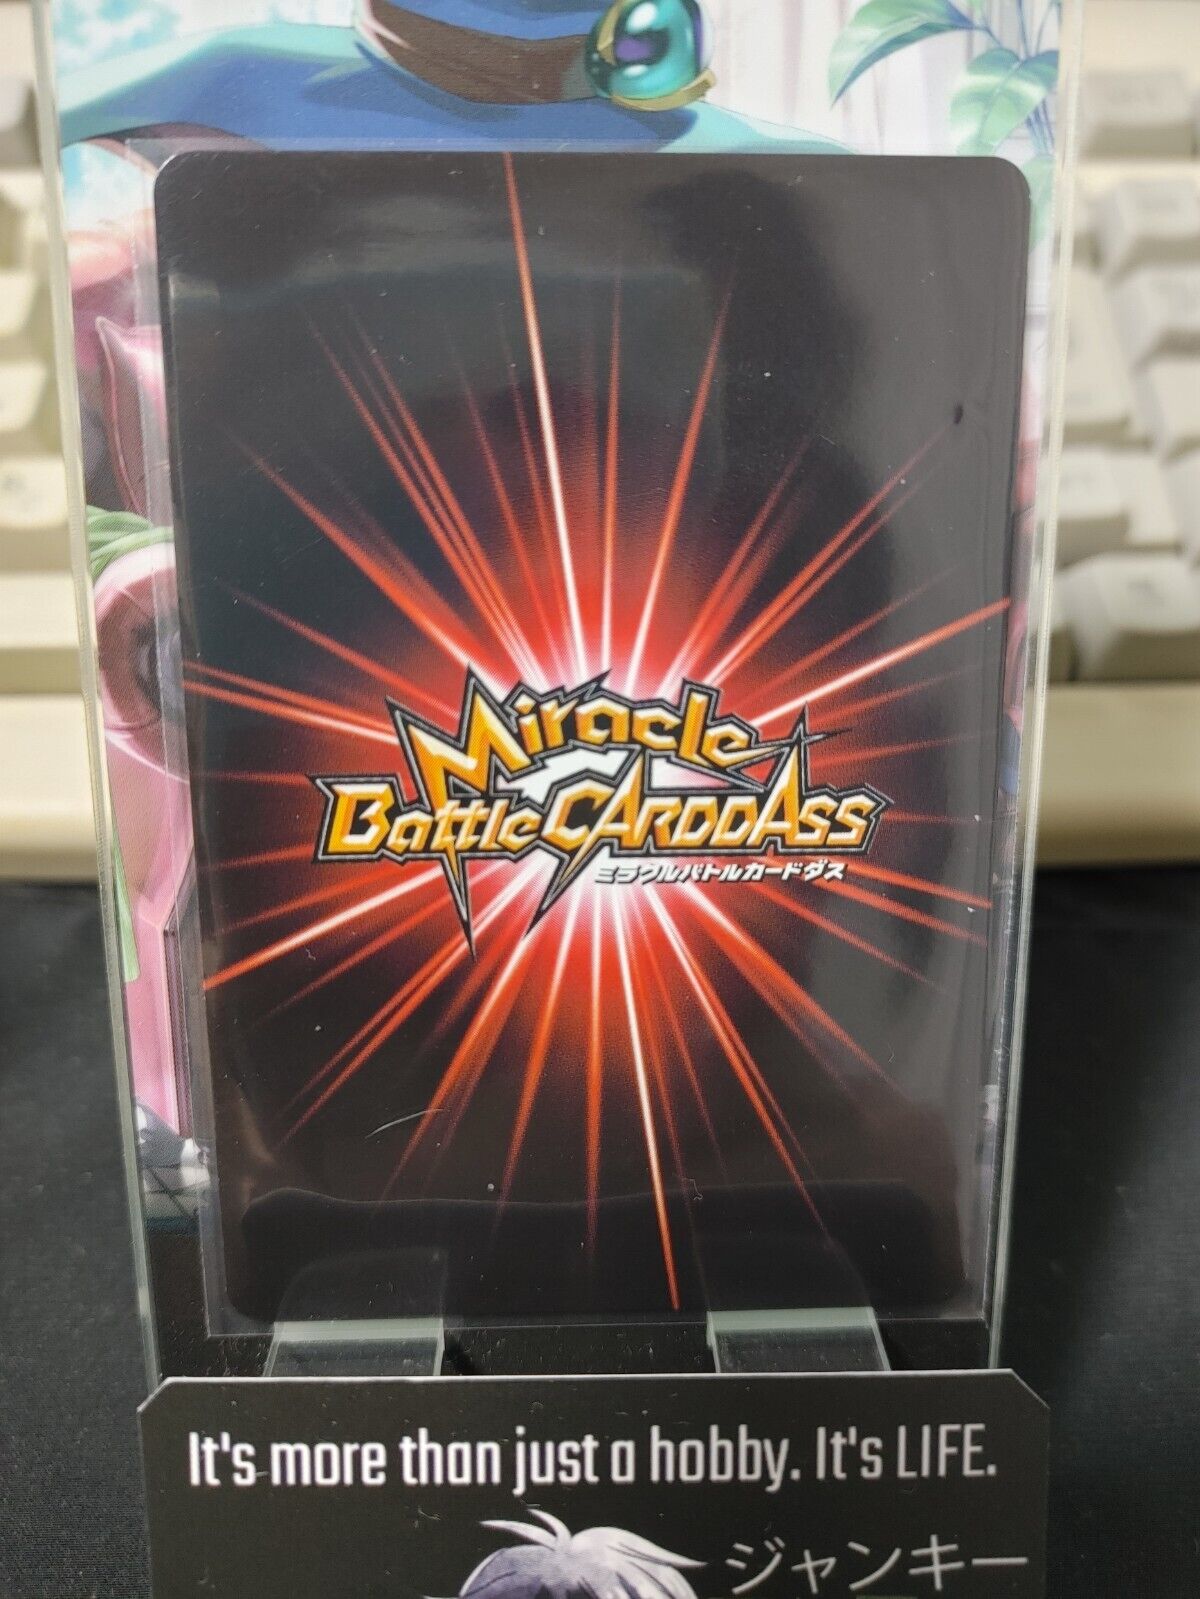 Miracle
Battle CARDDASS
ミラクルバトルカードダス
It's more than just a hobby. It's LIFE.
ジャンキー